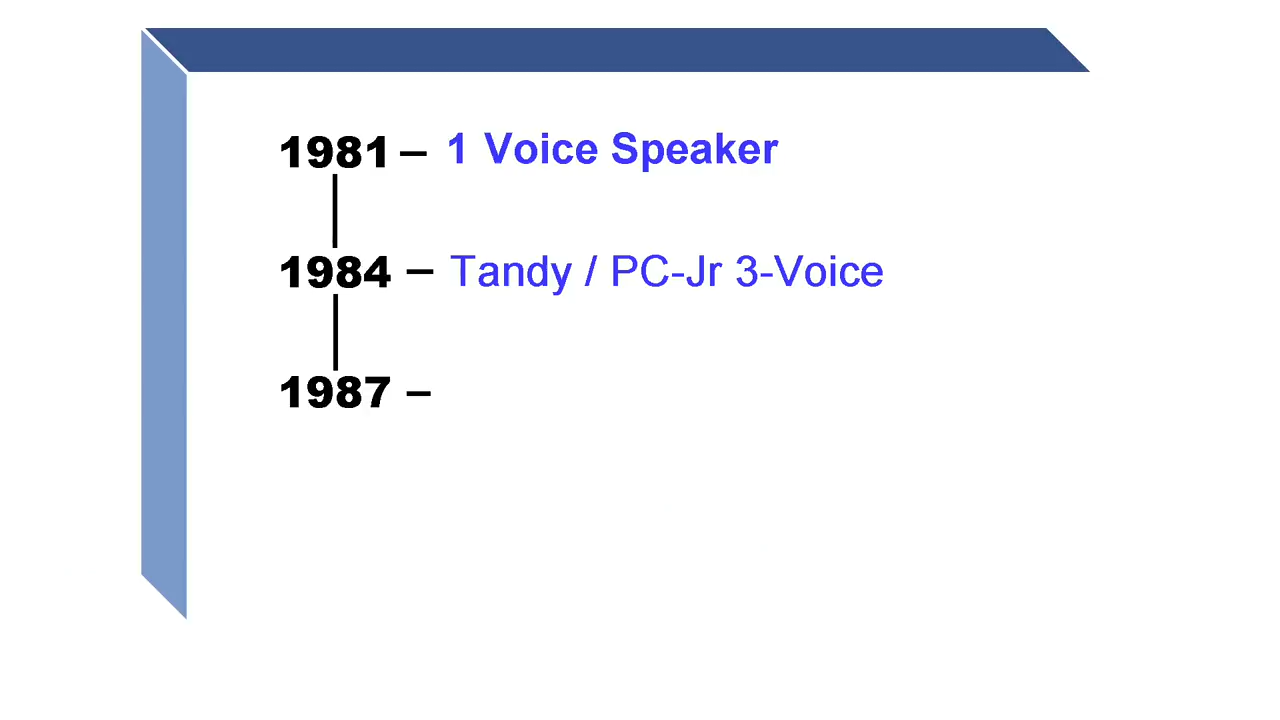 1981 – 1 Voice Speaker
1984 – Tandy / PC-Jr 3-Voice
1987 –